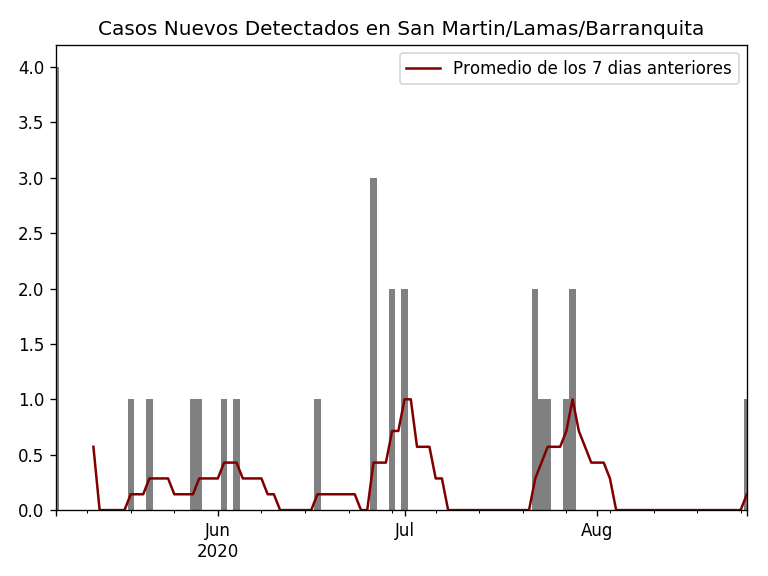 Casos Nuevos Detectados en San Martin/Lamas/Barranquita
Promedio de los 7 dias anteriores
4.0
3.5
3.0
2.5
2.0
1.5
1.0
0.5
0.0
Jun
2020
Jul
Aug